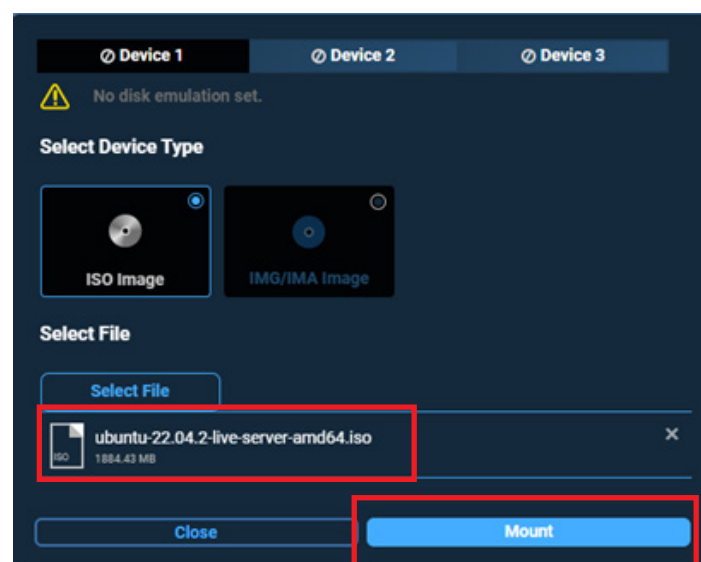 Device 1 Device 2 Device 3
No disk emulation set.
Select Device Type
ISO Image IMG/IMA Image
Select File
Select File
ubuntu-22.04.2-live-server-amd64.iso
ISO
1884.43 MB
Close Mount